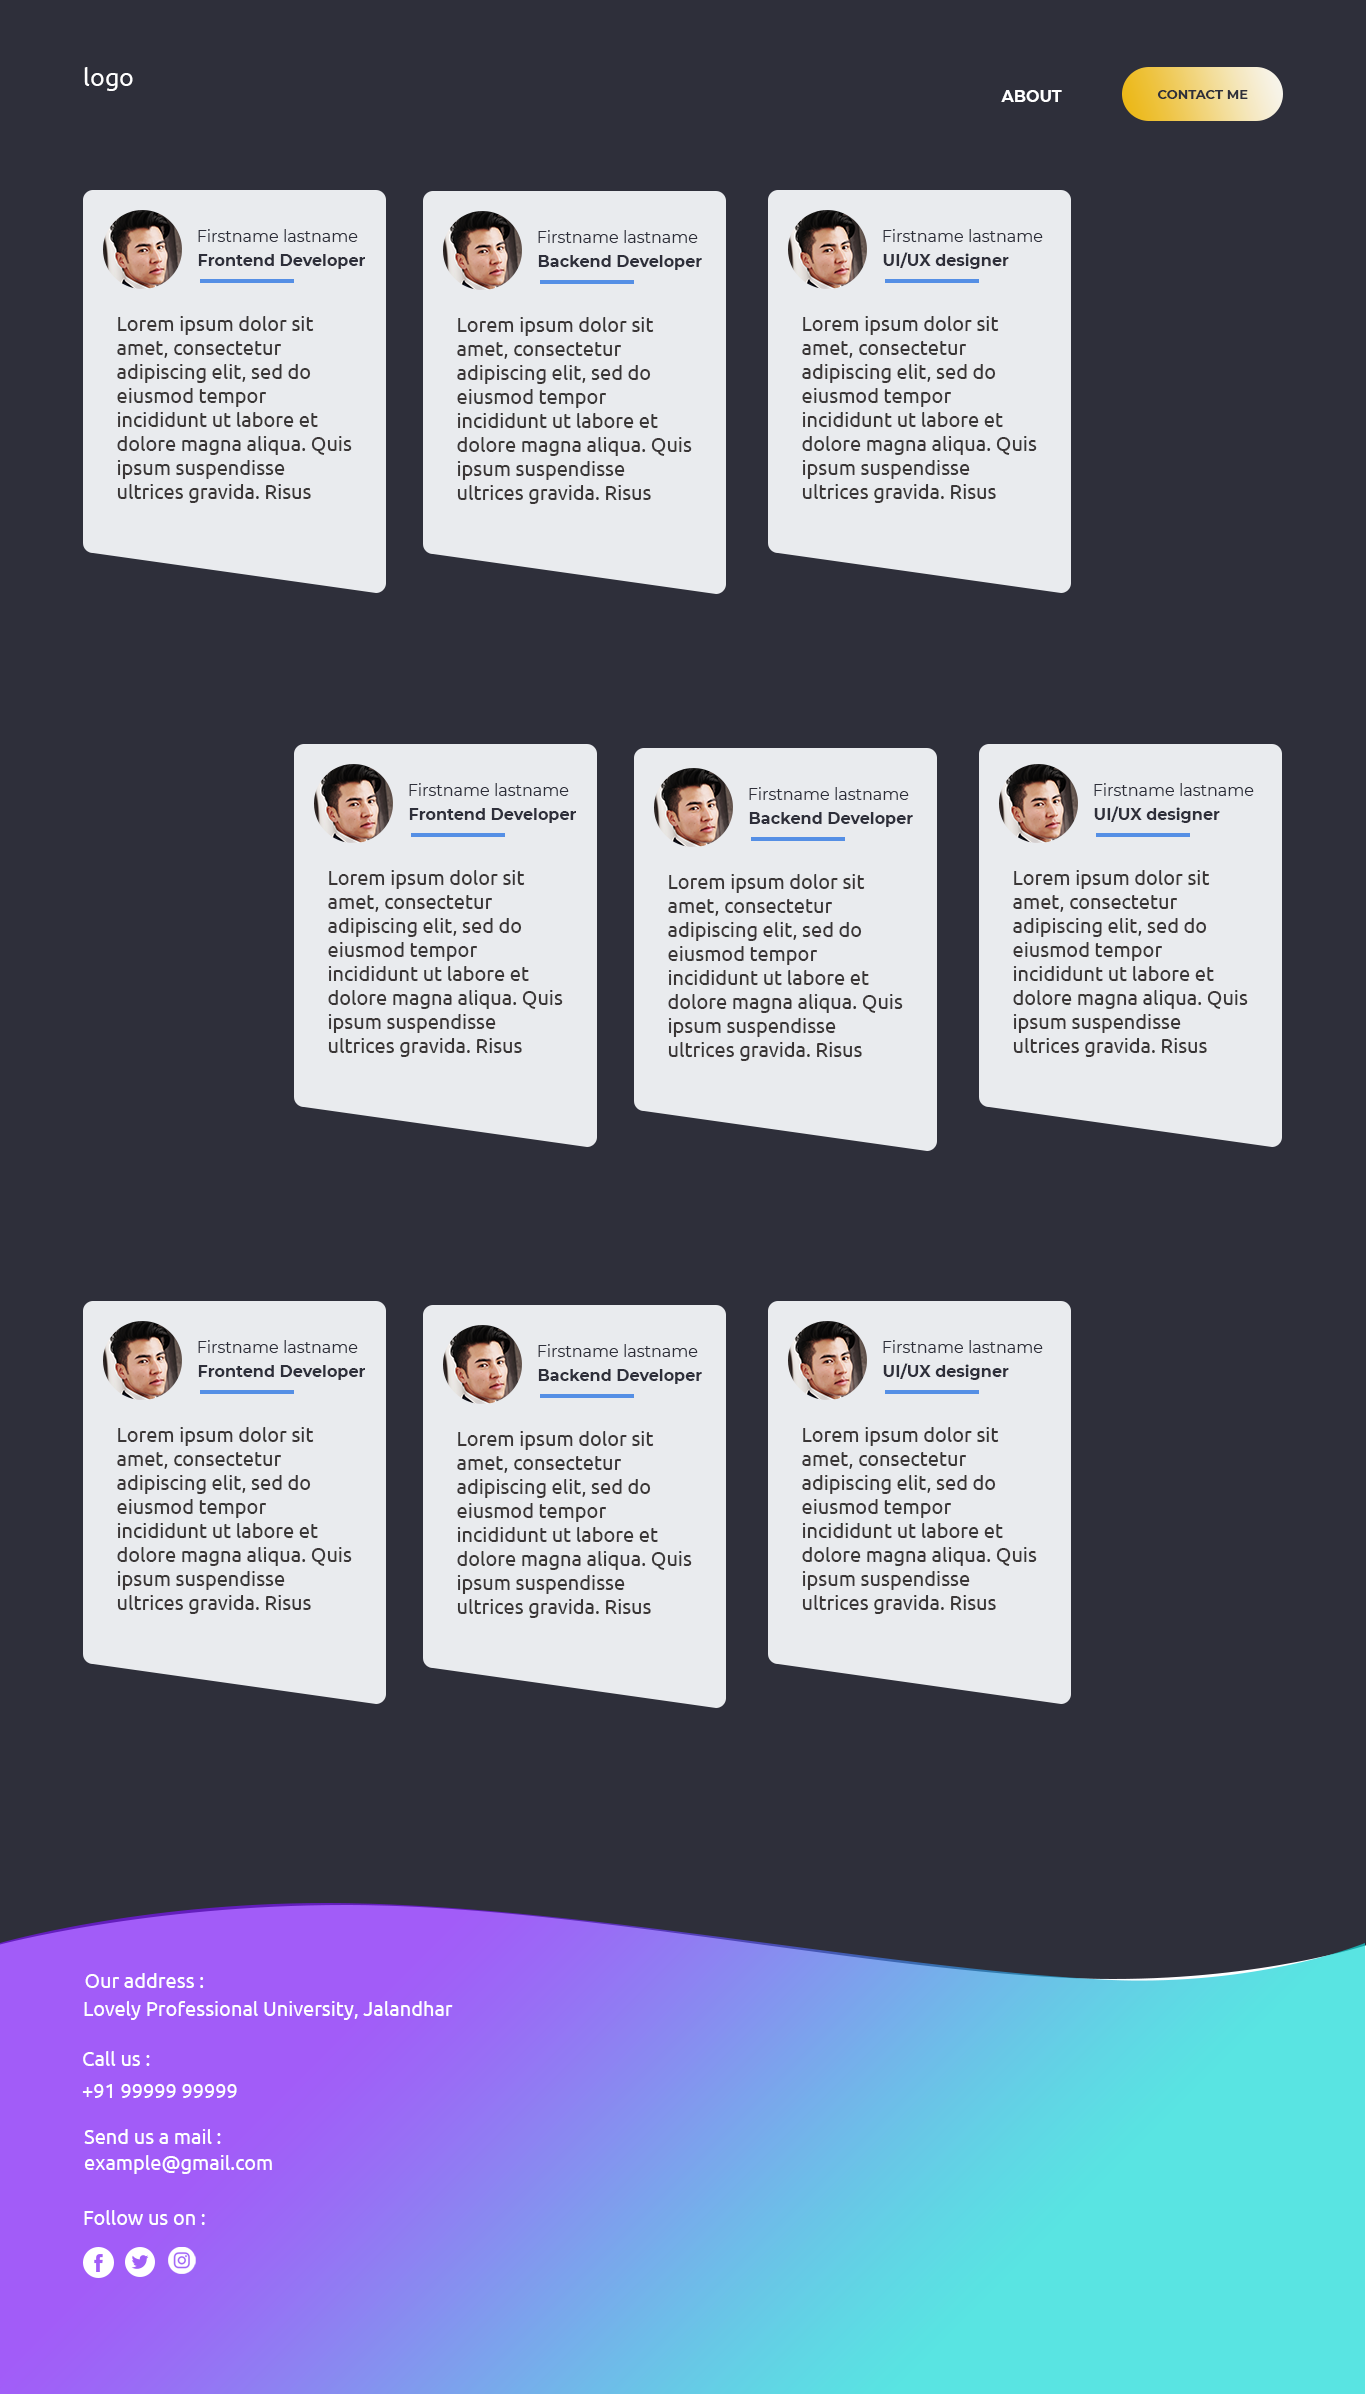 logo
ABOUT
CONTACT ME
Firstname lastname
Frontend Developer
Lorem ipsum dolor sit
amet, consectetur
adipiscing elit, sed do
eiusmod tempor
incididunt ut labore et
dolore magna aliqua. Quis
ipsum suspendisse
ultrices gravida. Risus
Firstname lastname
Backend Developer
Lorem ipsum dolor sit
amet, consectetur
adipiscing elit, sed do
eiusmod tempor
incididunt ut labore et
dolore magna aliqua. Quis
ipsum suspendisse
ultrices gravida. Risus
Firstname lastname
UI/UX designer
Lorem ipsum dolor sit
amet, consectetur
adipiscing elit, sed do
eiusmod tempor
incididunt ut labore et
dolore magna aliqua. Quis
ipsum suspendisse
ultrices gravida. Risus
Firstname lastname
Frontend Developer
Lorem ipsum dolor sit
amet, consectetur
adipiscing elit, sed do
eiusmod tempor
incididunt ut labore et
dolore magna aliqua. Quis
ipsum suspendisse
ultrices gravida. Risus
Firstname lastname
Backend Developer
Lorem ipsum dolor sit
amet, consectetur
adipiscing elit, sed do
eiusmod tempor
incididunt ut labore et
dolore magna aliqua. Quis
ipsum suspendisse
ultrices gravida. Risus
Firstname lastname
UI/UX designer
Lorem ipsum dolor sit
amet, consectetur
adipiscing elit, sed do
eiusmod tempor
incididunt ut labore et
dolore magna aliqua. Quis
ipsum suspendisse
ultrices gravida. Risus
Firstname lastname
Frontend Developer
Lorem ipsum dolor sit
amet, consectetur
adipiscing elit, sed do
eiusmod tempor
incididunt ut labore et
dolore magna aliqua. Quis
ipsum suspendisse
ultrices gravida. Risus
Firstname lastname
Backend Developer
Lorem ipsum dolor sit
amet, consectetur
adipiscing elit, sed do
eiusmod tempor
incididunt ut labore et
dolore magna aliqua. Quis
ipsum suspendisse
ultrices gravida. Risus
Firstname lastname
UI/UX designer
Lorem ipsum dolor sit
amet, consectetur
adipiscing elit, sed do
eiusmod tempor
incididunt ut labore et
dolore magna aliqua. Quis
ipsum suspendisse
ultrices gravida. Risus
Our address :
Lovely Professional University, Jalandhar
Call us :
+91 99999 99999
Send us a mail :
example@gmail.com
Follow us on :